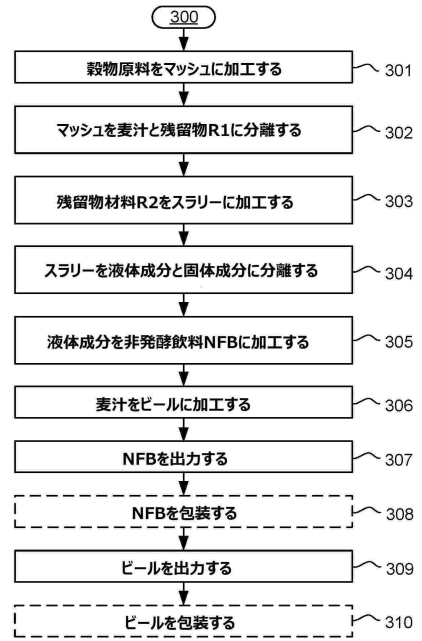 300
穀物原料をマッシュに加工する 301
マッシュを麦汁と残留物R1に分離する 302
残留物材料R2をスラリーに加工する 303
スラリーを液体成分と固体成分に分離する 304
液体成分を非発酵飲料NFBに加工する 305
麦汁をビールに加工する 306
NFBを出力する 307
NFBを包装する 308
ビールを出力する 309
ビールを包装する 310